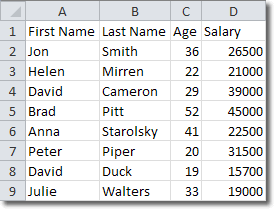 A B C D
1 First Name Last Name Age Salary
2 Jon Smith 36 26500
3 Helen Mirren 22 21000
4 David Cameron 29 39000
5 Brad Pitt 52 45000
6 Anna Starolsky 41 22500
7 Peter Piper 20 31500
8 David Duck 19 15700
9 Julie Walters 33 19000